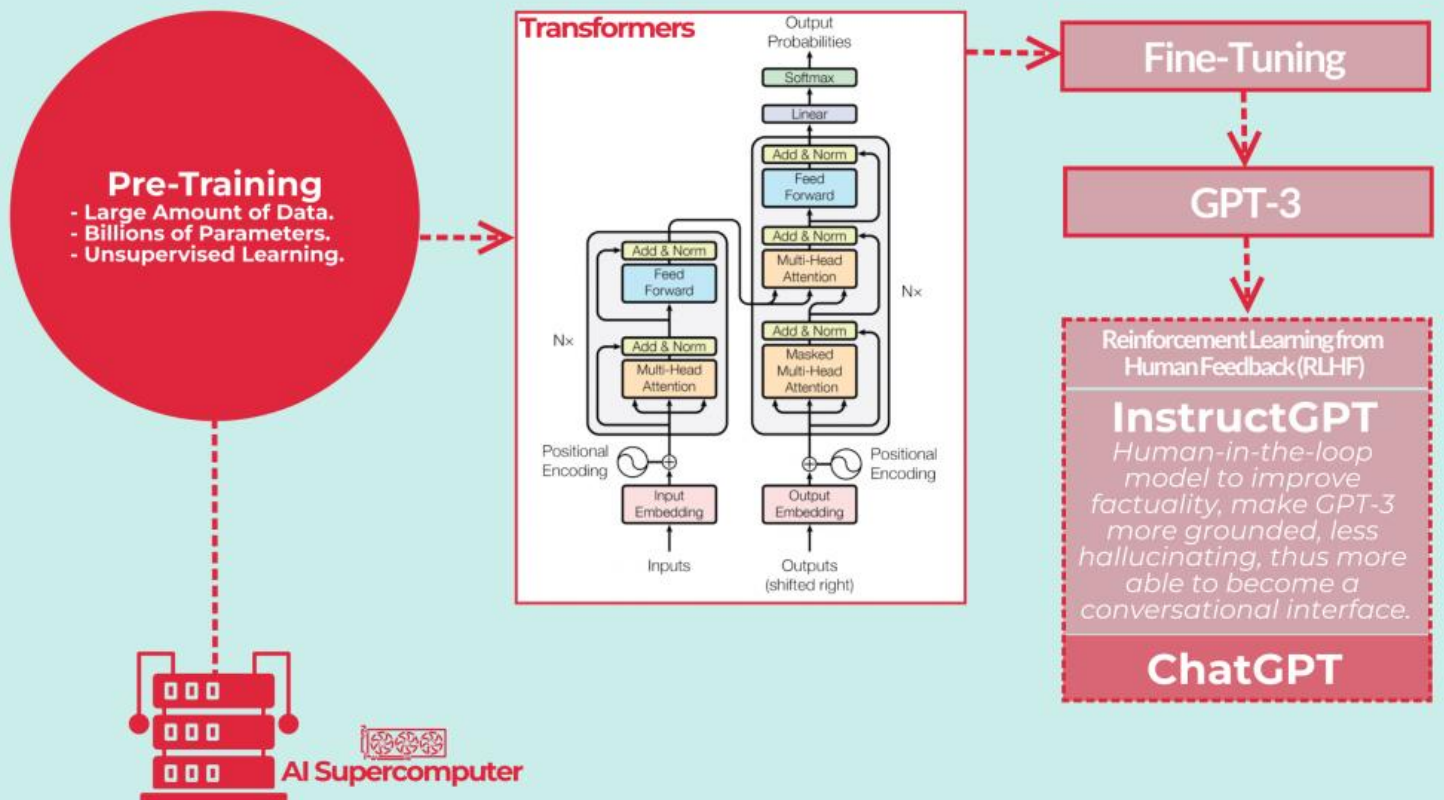 Pre-Training
- Large Amount of Data.
- Billions of Parameters.
- Unsupervised Learning.
AI Supercomputer
Transformers
Output
Probabilities
Softmax
Linear
Add & Norm
Feed
Forward
Add & Norm
Multi-Head
Attention
Add & Norm
Masked
Multi-Head
Attention
Nx
Positional
Encoding
Output
Embedding
Outputs
(shifted right)
Add & Norm
Feed
Forward
Nx
Add & Norm
Multi-Head
Attention
Positional
Encoding
Input
Embedding
Inputs
Fine-Tuning
GPT-3
Reinforcement Learning from
Human Feedback (RLHF)
InstructGPT
Human-in-the-loop
model to improve
factuality, make GPT-3
more grounded, less
hallucinating, thus more
able to become a
conversational interface.
ChatGPT